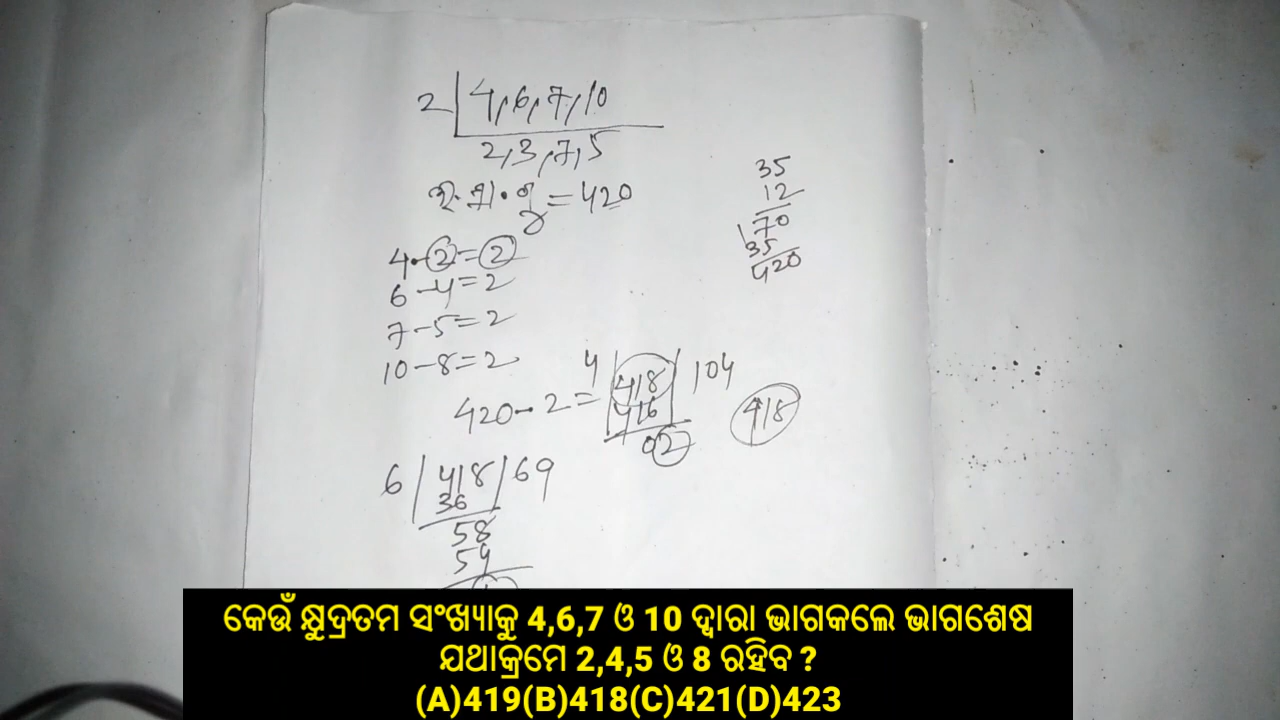 2 | 4, 6, 7, 10
2, 3, 7, 5
ଲ. ସା. ଗୁ = 420
35
12
70
35
420
4 - 2 = 2
6 - 4 = 2
7 - 5 = 2
10 - 8 = 2
420 - 2 =
4 | 418 | 104
416
02
418
6 | 418 | 69
36
58
54
କେଉଁ କ୍ଷୁଦ୍ରତମ ସଂଖ୍ୟାକୁ 4,6,7 ଓ 10 ଦ୍ୱାରା ଭାଗକଲେ ଭାଗଶେଷ
ଯଥାକ୍ରମେ 2,4,5 ଓ 8 ରହିବ ?
(A)419(B)418(C)421(D)423